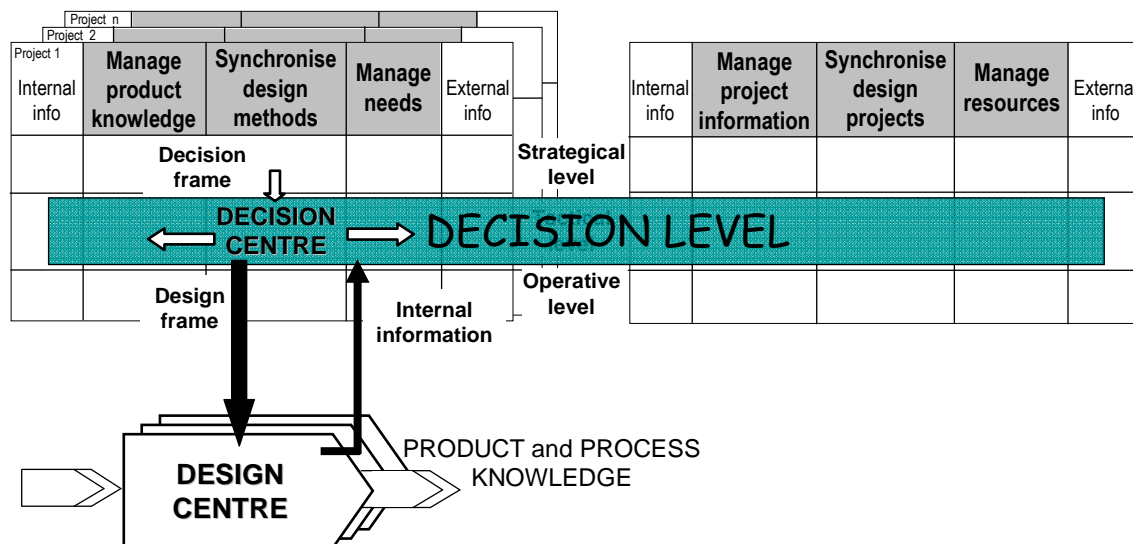 Project n
Project 2
Project 1
Internal
info
Manage
product
knowledge
Synchronise
design
methods
Manage
needs
External
info
Internal
info
Manage
project
information
Synchronise
design
projects
Manage
resources
External
info
Decision
frame
Strategical
level
DECISION
CENTRE
DECISION LEVEL
Design
frame
Internal
information
Operative
level
PRODUCT and PROCESS
KNOWLEDGE
DESIGN
CENTRE